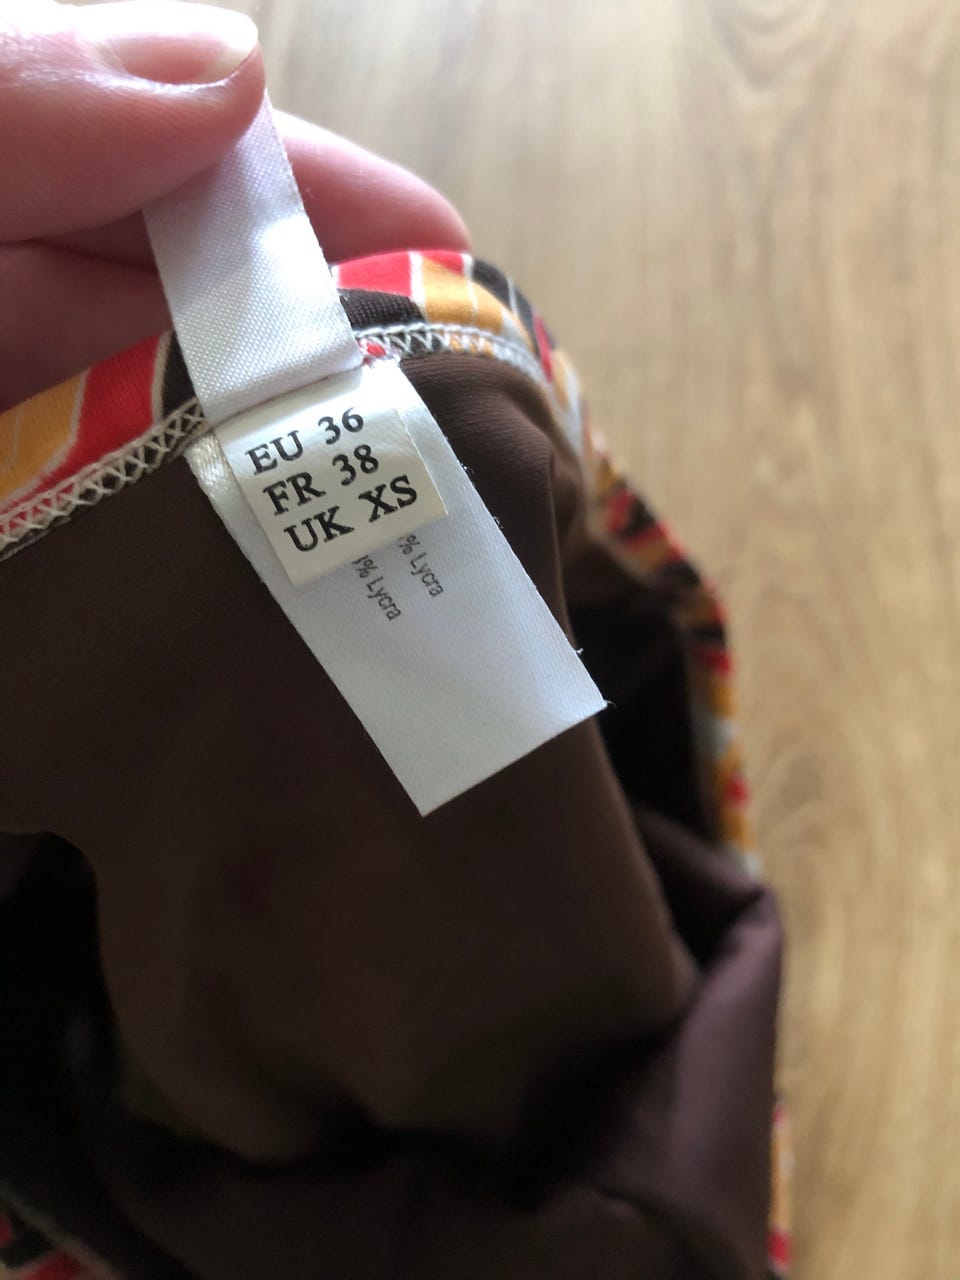 EU 36
FR 38
UK XS
% Lycra
% Lycra